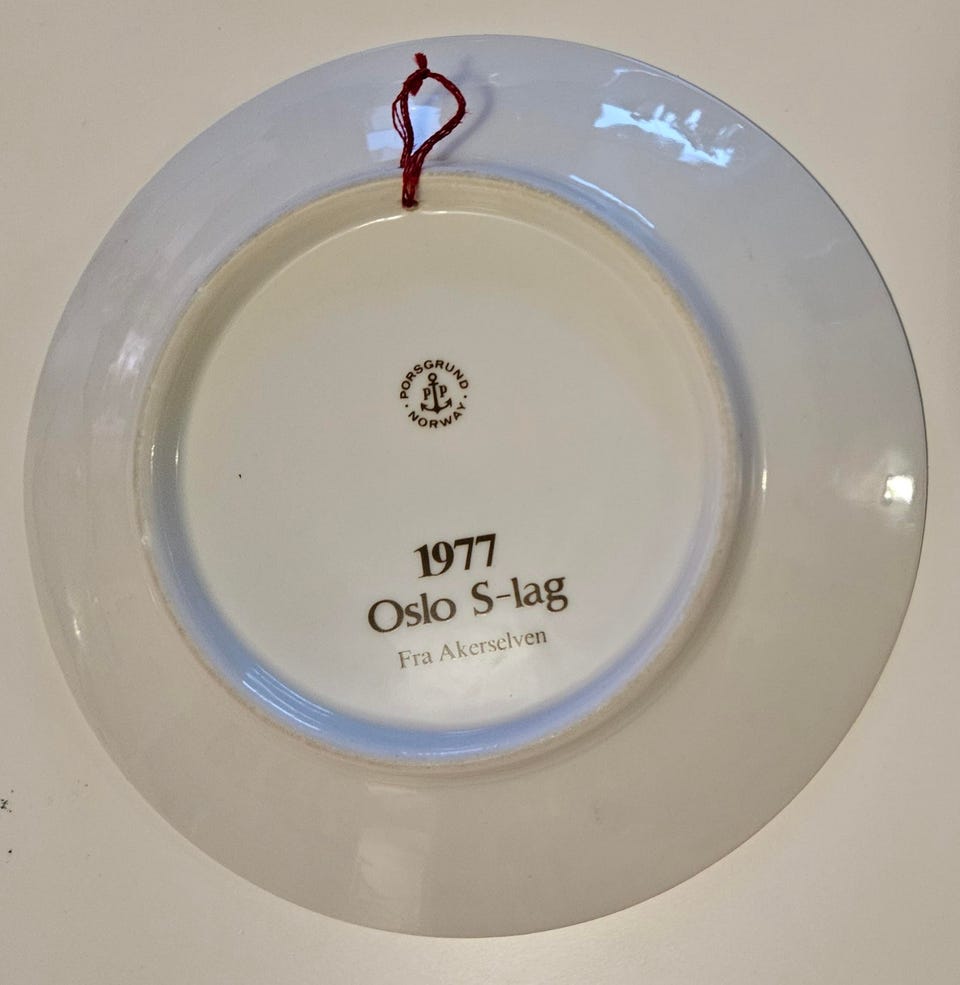 PORSGRUND
PP
NORWAY
1977
Oslo S-lag
Fra Akerselven